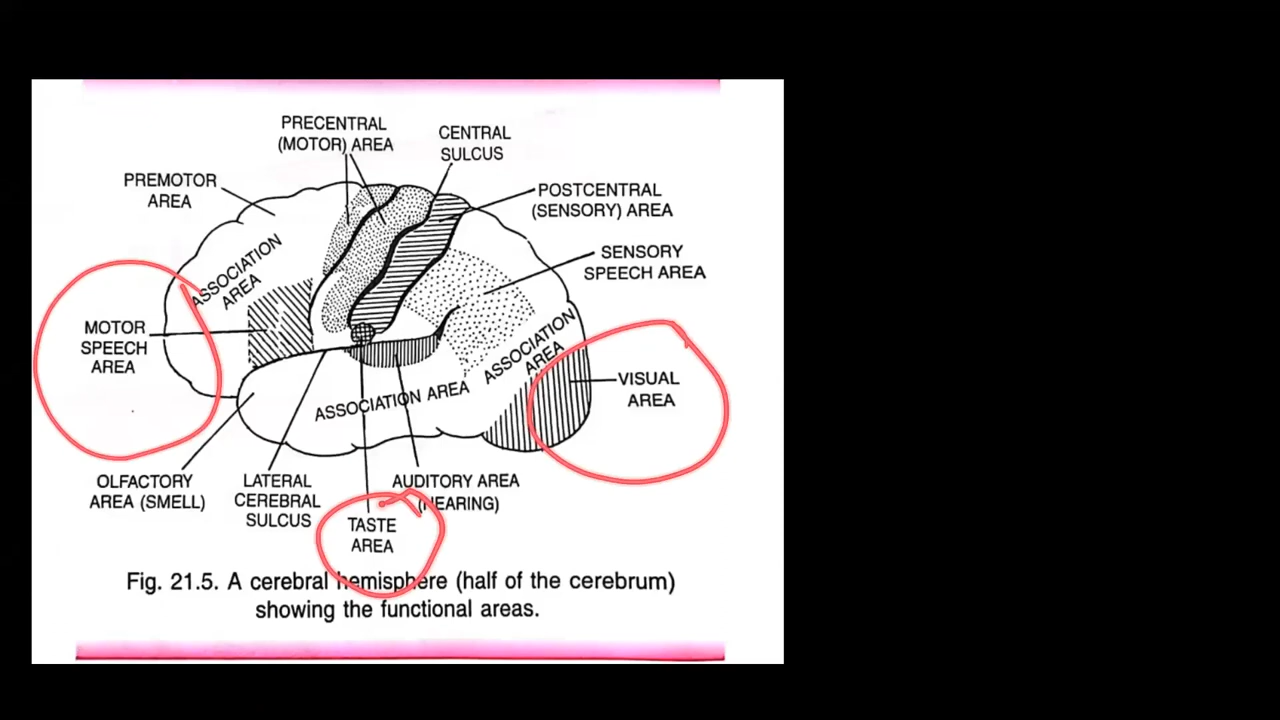 PRECENTRAL
(MOTOR) AREA
CENTRAL
SULCUS
PREMOTOR
AREA
POSTCENTRAL
(SENSORY) AREA
SENSORY
SPEECH AREA
ASSOCIATION
AREA
MOTOR
SPEECH
AREA
ASSOCIATION
AREA
VISUAL
AREA
ASSOCIATION AREA
OLFACTORY
AREA (SMELL)
LATERAL
CEREBRAL
SULCUS
AUDITORY AREA
(HEARING)
TASTE
AREA
Fig. 21.5. A cerebral hemisphere (half of the cerebrum)
showing the functional areas.